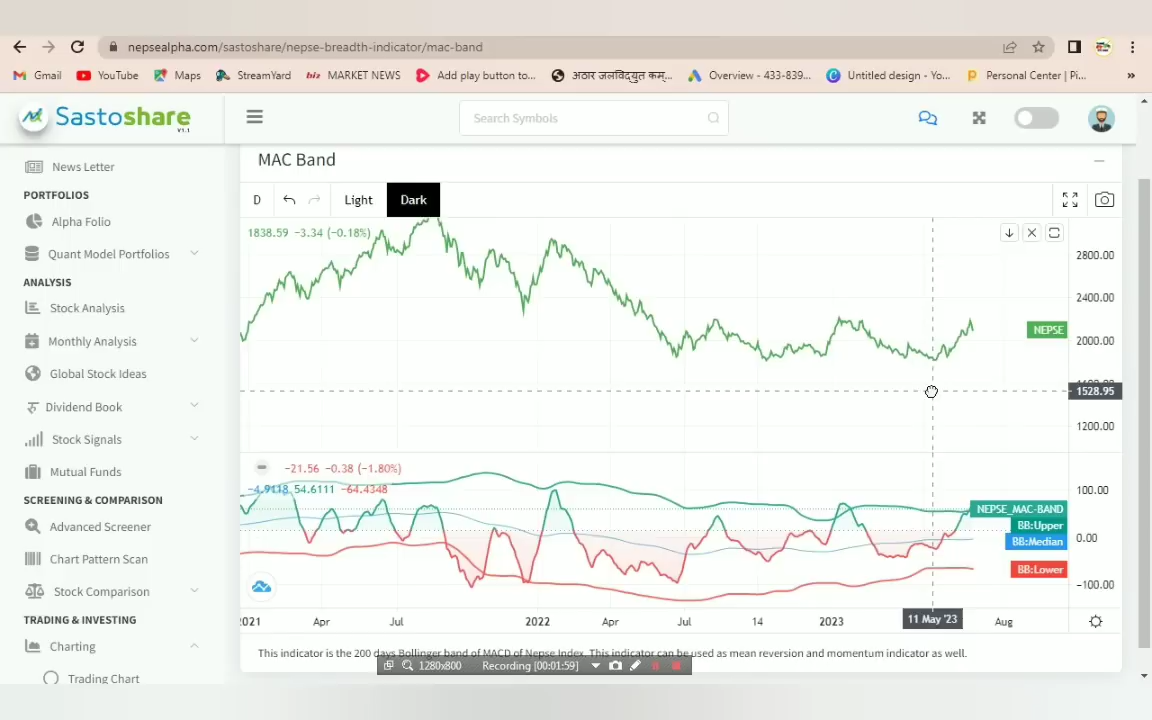 nepsealpha.com/sastoshare/nepse-breadth-indicator/mac-band
Gmail YouTube Maps StreamYard biz MARKET NEWS Add play button to... अठार जलविद्युत कम्... Overview - 433-839... Untitled design - Yo... Personal Center | Pi... »
Sastoshare
V1.1
Search Symbols
News Letter
PORTFOLIOS
Alpha Folio
Quant Model Portfolios
ANALYSIS
Stock Analysis
Monthly Analysis
Global Stock Ideas
Dividend Book
Stock Signals
Mutual Funds
SCREENING & COMPARISON
Advanced Screener
Chart Pattern Scan
Stock Comparison
TRADING & INVESTING
Charting
Trading Chart
MAC Band
D Light Dark
1838.59 −3.34 (−0.18%)
2800.00
2400.00
NEPSE
2000.00
1528.95
1200.00
−21.56 −0.38 (−1.80%)
−4.9118 54.6111 −64.4348
100.00
NEPSE_MAC-BAND
BB:Upper
0.00
BB:Median
BB:Lower
−100.00
2021 Apr Jul 2022 Apr Jul 14 2023 11 May '23 Aug
This indicator is the 200 days Bollinger band of MACD of Nepse Index. This indicator can be used as mean reversion and momentum indicator as well.
1280x800 Recording [00:01:59]